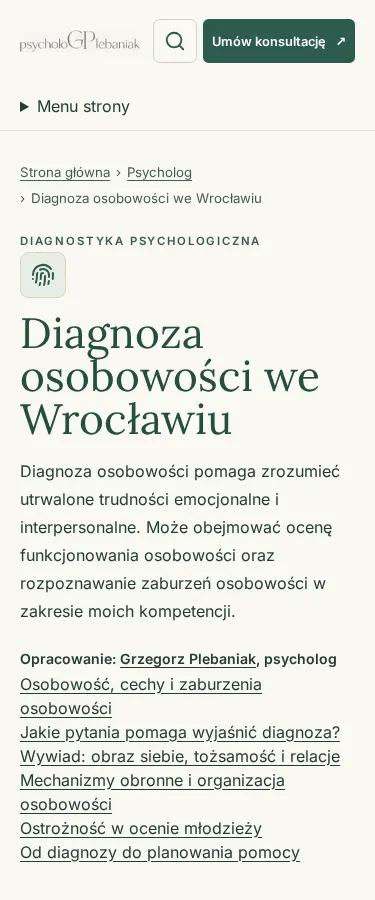 psychologGPlebaniak
Umów konsultację ↗
Menu strony
Strona główna › Psycholog
› Diagnoza osobowości we Wrocławiu
DIAGNOSTYKA PSYCHOLOGICZNA
Diagnoza
osobowości we
Wrocławiu
Diagnoza osobowości pomaga zrozumieć
utrwalone trudności emocjonalne i
interpersonalne. Może obejmować ocenę
funkcjonowania osobowości oraz
rozpoznawanie zaburzeń osobowości w
zakresie moich kompetencji.
Opracowanie: Grzegorz Plebaniak, psycholog
Osobowość, cechy i zaburzenia
osobowości
Jakie pytania pomaga wyjaśnić diagnoza?
Wywiad: obraz siebie, tożsamość i relacje
Mechanizmy obronne i organizacja
osobowości
Ostrożność w ocenie młodzieży
Od diagnozy do planowania pomocy